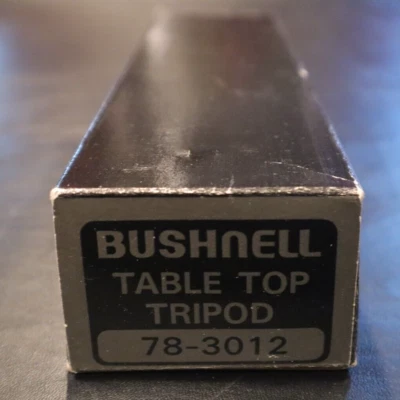 BUSHNELL
TABLE TOP
TRIPOD
78-3012